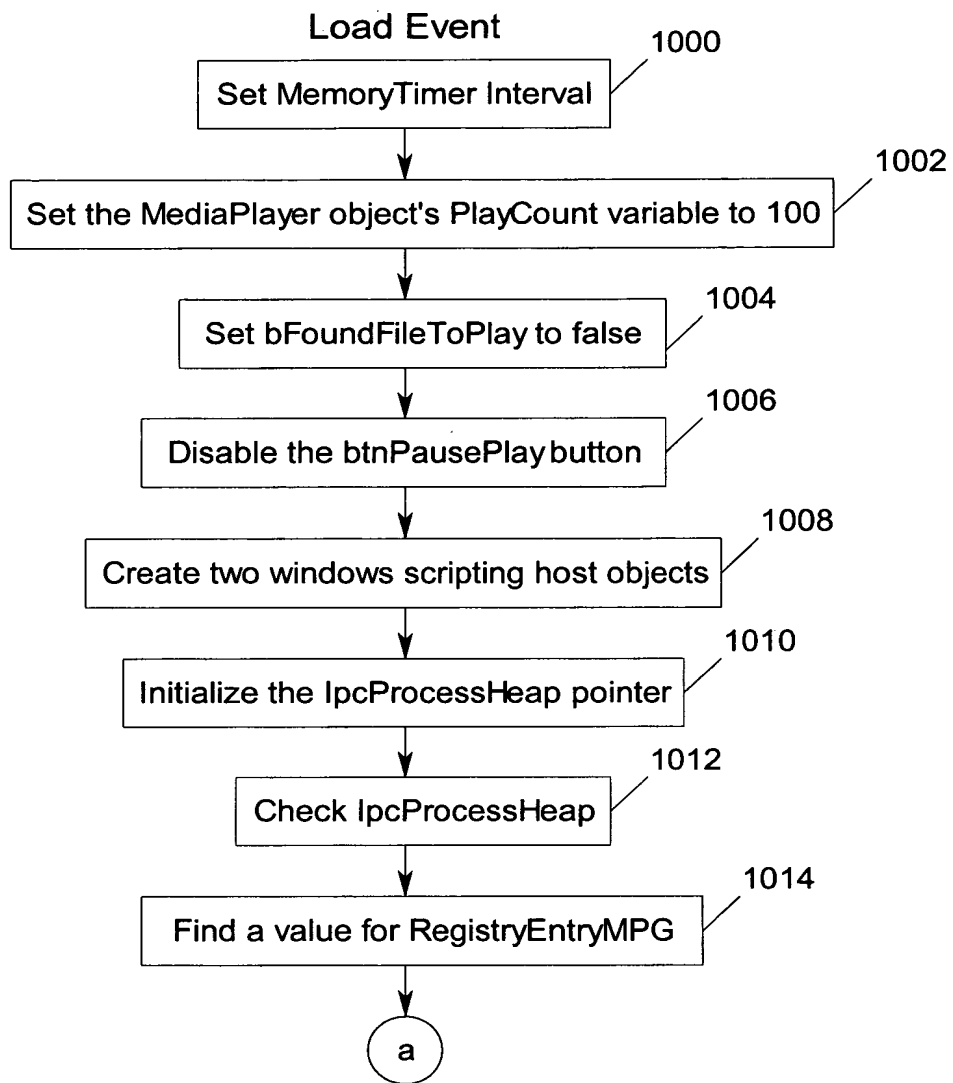 Load Event
1000
Set MemoryTimer Interval
1002
Set the MediaPlayer object's PlayCount variable to 100
1004
Set bFoundFileToPlay to false
1006
Disable the btnPausePlay button
1008
Create two windows scripting host objects
1010
Initialize the IpcProcessHeap pointer
1012
Check IpcProcessHeap
1014
Find a value for RegistryEntryMPG
a